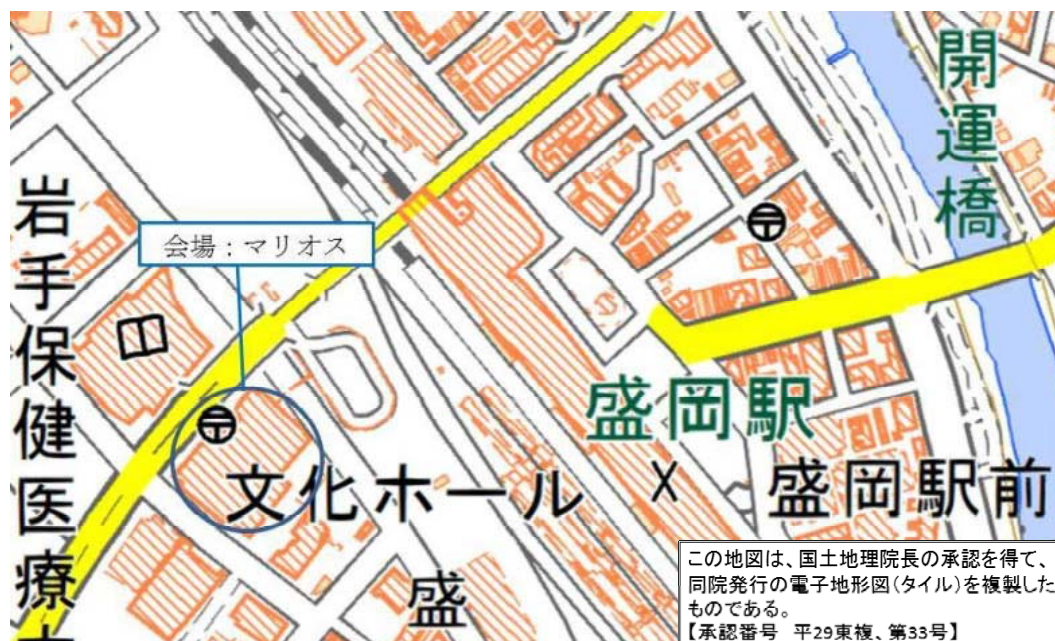 開運橋
会場:マリオス
岩手保健医療
盛岡駅
文化ホール
盛岡駅前
盛
この地図は、国土地理院長の承認を得て、
同院発行の電子地形図(タイル)を複製した
ものである。
【承認番号 平29東複、第33号】